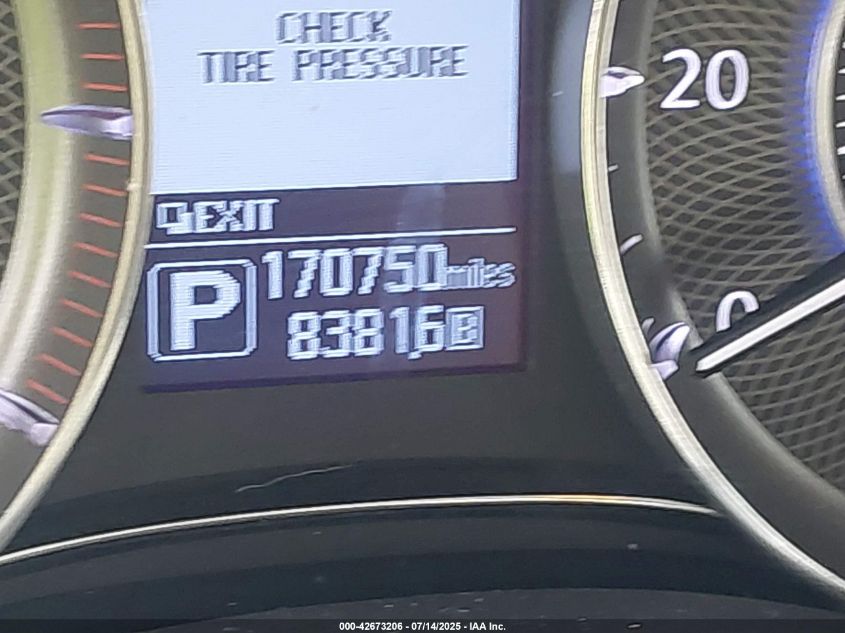 CHECK
TIRE PRESSURE
20
EXIT
P
170750 miles
0
8381.6 B
000-42673206 - 07/14/2025 - IAA Inc.